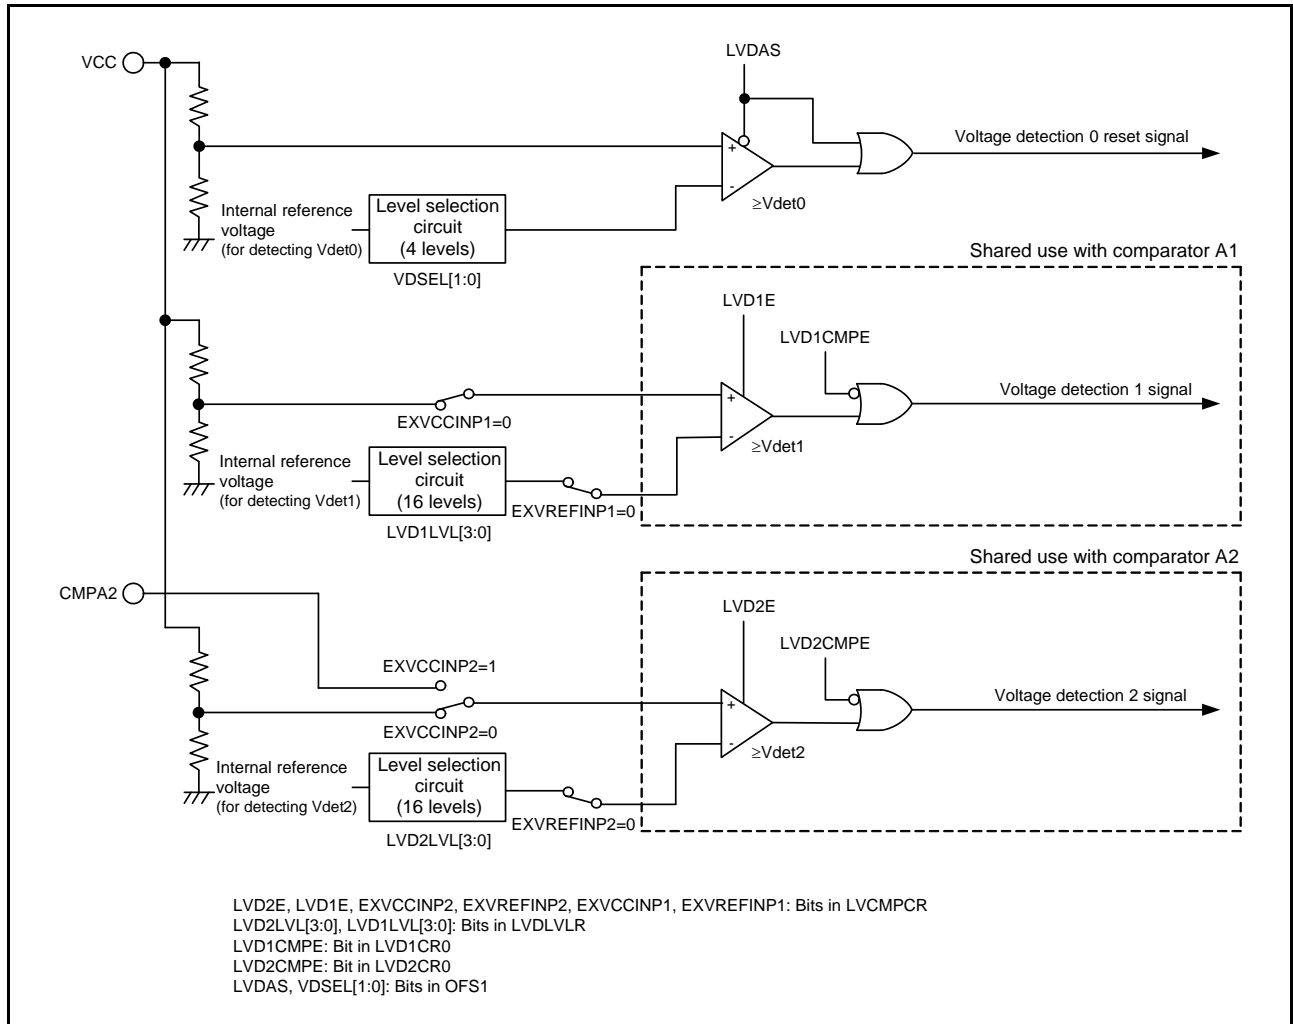 LVDAS
VCC
Voltage detection 0 reset signal
+
-
≥Vdet0
Internal reference
voltage
(for detecting Vdet0)
Level selection
circuit
(4 levels)
VDSEL[1:0]
Shared use with comparator A1
LVD1E
LVD1CMPE
Voltage detection 1 signal
EXVCCINP1=0
+
-
≥Vdet1
Internal reference
voltage
(for detecting Vdet1)
Level selection
circuit
(16 levels)
EXVREFINP1=0
LVD1LVL[3:0]
Shared use with comparator A2
CMPA2
LVD2E
LVD2CMPE
EXVCCINP2=1
Voltage detection 2 signal
EXVCCINP2=0
+
-
≥Vdet2
Internal reference
voltage
(for detecting Vdet2)
Level selection
circuit
(16 levels)
EXVREFINP2=0
LVD2LVL[3:0]
LVD2E, LVD1E, EXVCCINP2, EXVREFINP2, EXVCCINP1, EXVREFINP1: Bits in LVCMPCR
LVD2LVL[3:0], LVD1LVL[3:0]: Bits in LVDLVLR
LVD1CMPE: Bit in LVD1CR0
LVD2CMPE: Bit in LVD2CR0
LVDAS, VDSEL[1:0]: Bits in OFS1